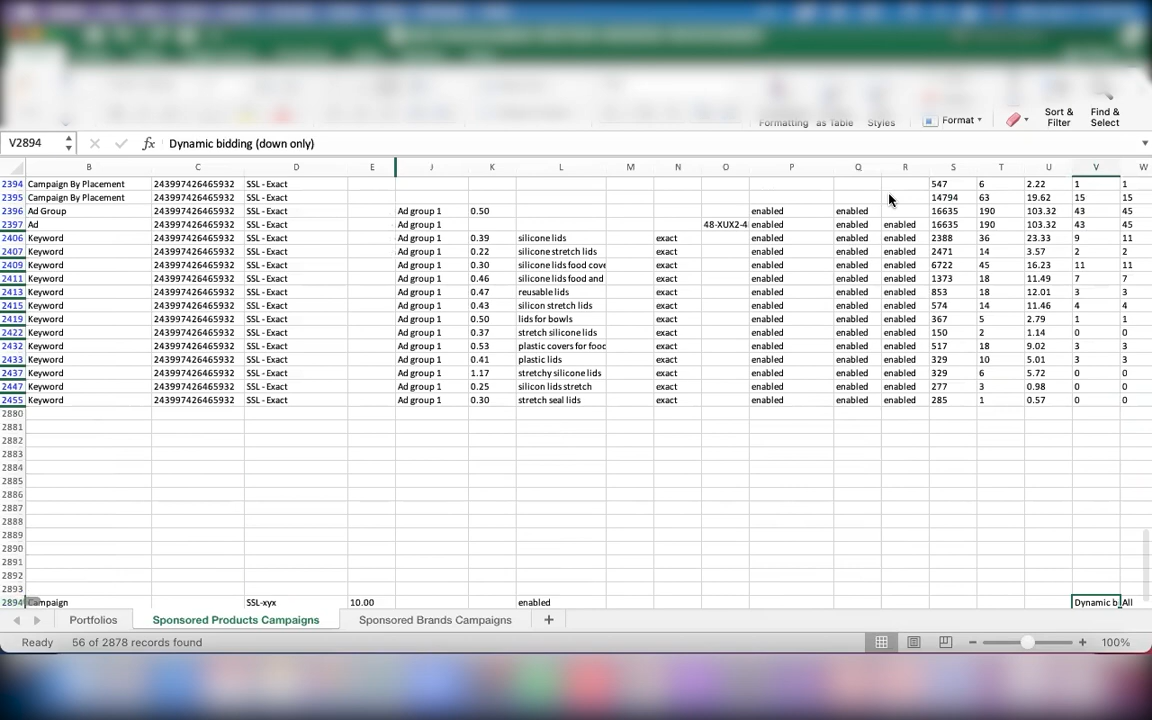 Sort & Find &
Formatting as Table Styles Format Filter Select
V2894 fx Dynamic bidding (down only)
B C D E J K L M N O P Q R S T U V W
2394 Campaign By Placement 243997426465932 SSL - Exact 547 6 2.22 1 1
2395 Campaign By Placement 243997426465932 SSL - Exact 14794 63 19.62 15 15
2396 Ad Group 243997426465932 SSL - Exact Ad group 1 0.50 enabled enabled 16635 190 103.32 43 45
2397 Ad 243997426465932 SSL - Exact Ad group 1 48-XUX2-4 enabled enabled enabled 16635 190 103.32 43 45
2406 Keyword 243997426465932 SSL - Exact Ad group 1 0.39 silicone lids exact enabled enabled enabled 2388 36 23.33 9 11
2407 Keyword 243997426465932 SSL - Exact Ad group 1 0.22 silicone stretch lids exact enabled enabled enabled 2471 14 3.57 2 2
2409 Keyword 243997426465932 SSL - Exact Ad group 1 0.30 silicone lids food cove exact enabled enabled enabled 6722 45 16.23 11 11
2411 Keyword 243997426465932 SSL - Exact Ad group 1 0.46 silicone lids food and exact enabled enabled enabled 1373 18 11.49 7 7
2413 Keyword 243997426465932 SSL - Exact Ad group 1 0.47 reusable lids exact enabled enabled enabled 853 18 12.01 3 3
2415 Keyword 243997426465932 SSL - Exact Ad group 1 0.43 silicon stretch lids exact enabled enabled enabled 574 14 11.46 4 4
2419 Keyword 243997426465932 SSL - Exact Ad group 1 0.50 lids for bowls exact enabled enabled enabled 367 5 2.79 1 1
2422 Keyword 243997426465932 SSL - Exact Ad group 1 0.37 stretch silicone lids exact enabled enabled enabled 150 2 1.14 0 0
2432 Keyword 243997426465932 SSL - Exact Ad group 1 0.53 plastic covers for food exact enabled enabled enabled 517 18 9.02 3 3
2433 Keyword 243997426465932 SSL - Exact Ad group 1 0.41 plastic lids exact enabled enabled enabled 329 10 5.01 3 3
2437 Keyword 243997426465932 SSL - Exact Ad group 1 1.17 stretchy silicone lids exact enabled enabled enabled 329 6 5.72 0 0
2447 Keyword 243997426465932 SSL - Exact Ad group 1 0.25 silicon lids stretch exact enabled enabled enabled 277 3 0.98 0 0
2455 Keyword 243997426465932 SSL - Exact Ad group 1 0.30 stretch seal lids exact enabled enabled enabled 285 1 0.57 0 0
2880
2881
2882
2883
2884
2885
2886
2887
2888
2889
2890
2891
2892
2893
2894 Campaign SSL-xyx 10.00 enabled Dynamic b All
Portfolios Sponsored Products Campaigns Sponsored Brands Campaigns
Ready 56 of 2878 records found 100%